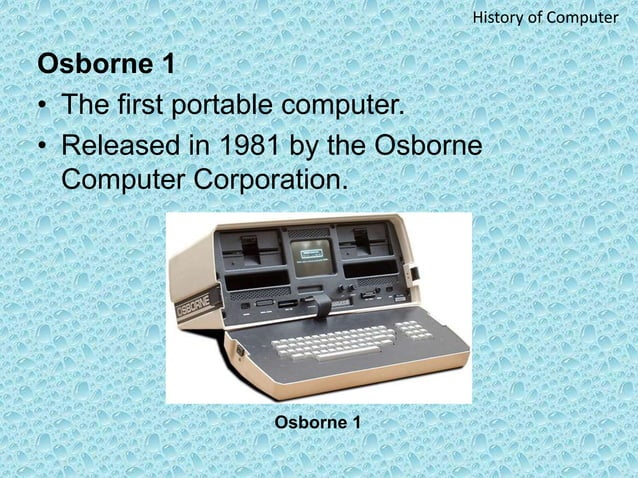 History of Computer
Osborne 1
• The first portable computer.
• Released in 1981 by the Osborne
Computer Corporation.
OSBORNE
Osborne 1